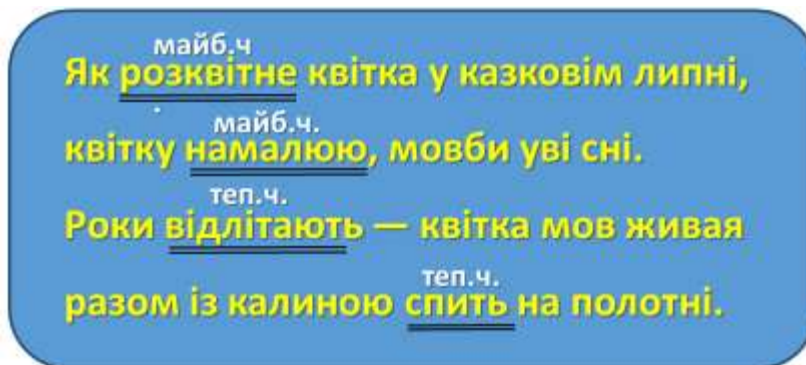 майб.ч
Як розквітне квітка у казковім липні,
майб.ч.
квітку намалюю, мовби уві сні.
теп.ч.
Роки відлітають — квітка мов живая
теп.ч.
разом із калиною спить на полотні.